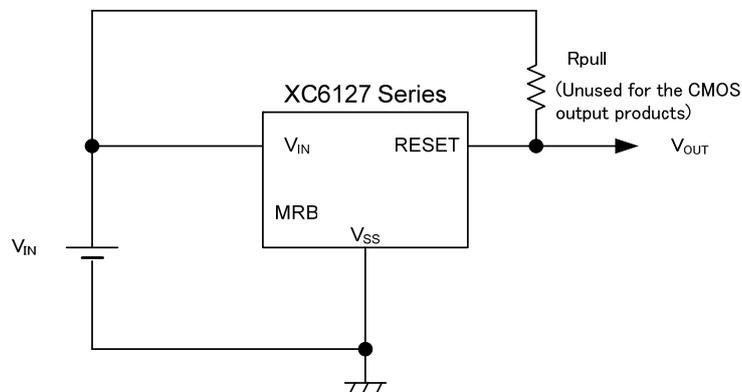 Rpull
(Unused for the CMOS
output products)
XC6127 Series
VIN
RESET
VOUT
MRB
VSS
VIN